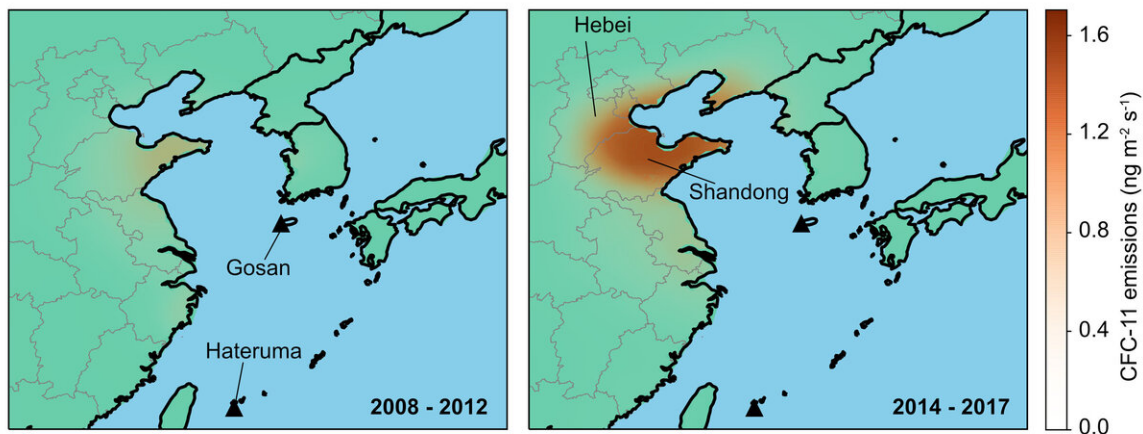 Gosan
Hateruma
2008 - 2012
Hebei
Shandong
2014 - 2017
1.6
1.2
0.8
0.4
0.0
CFC-11 emissions (ng m⁻² s⁻¹)